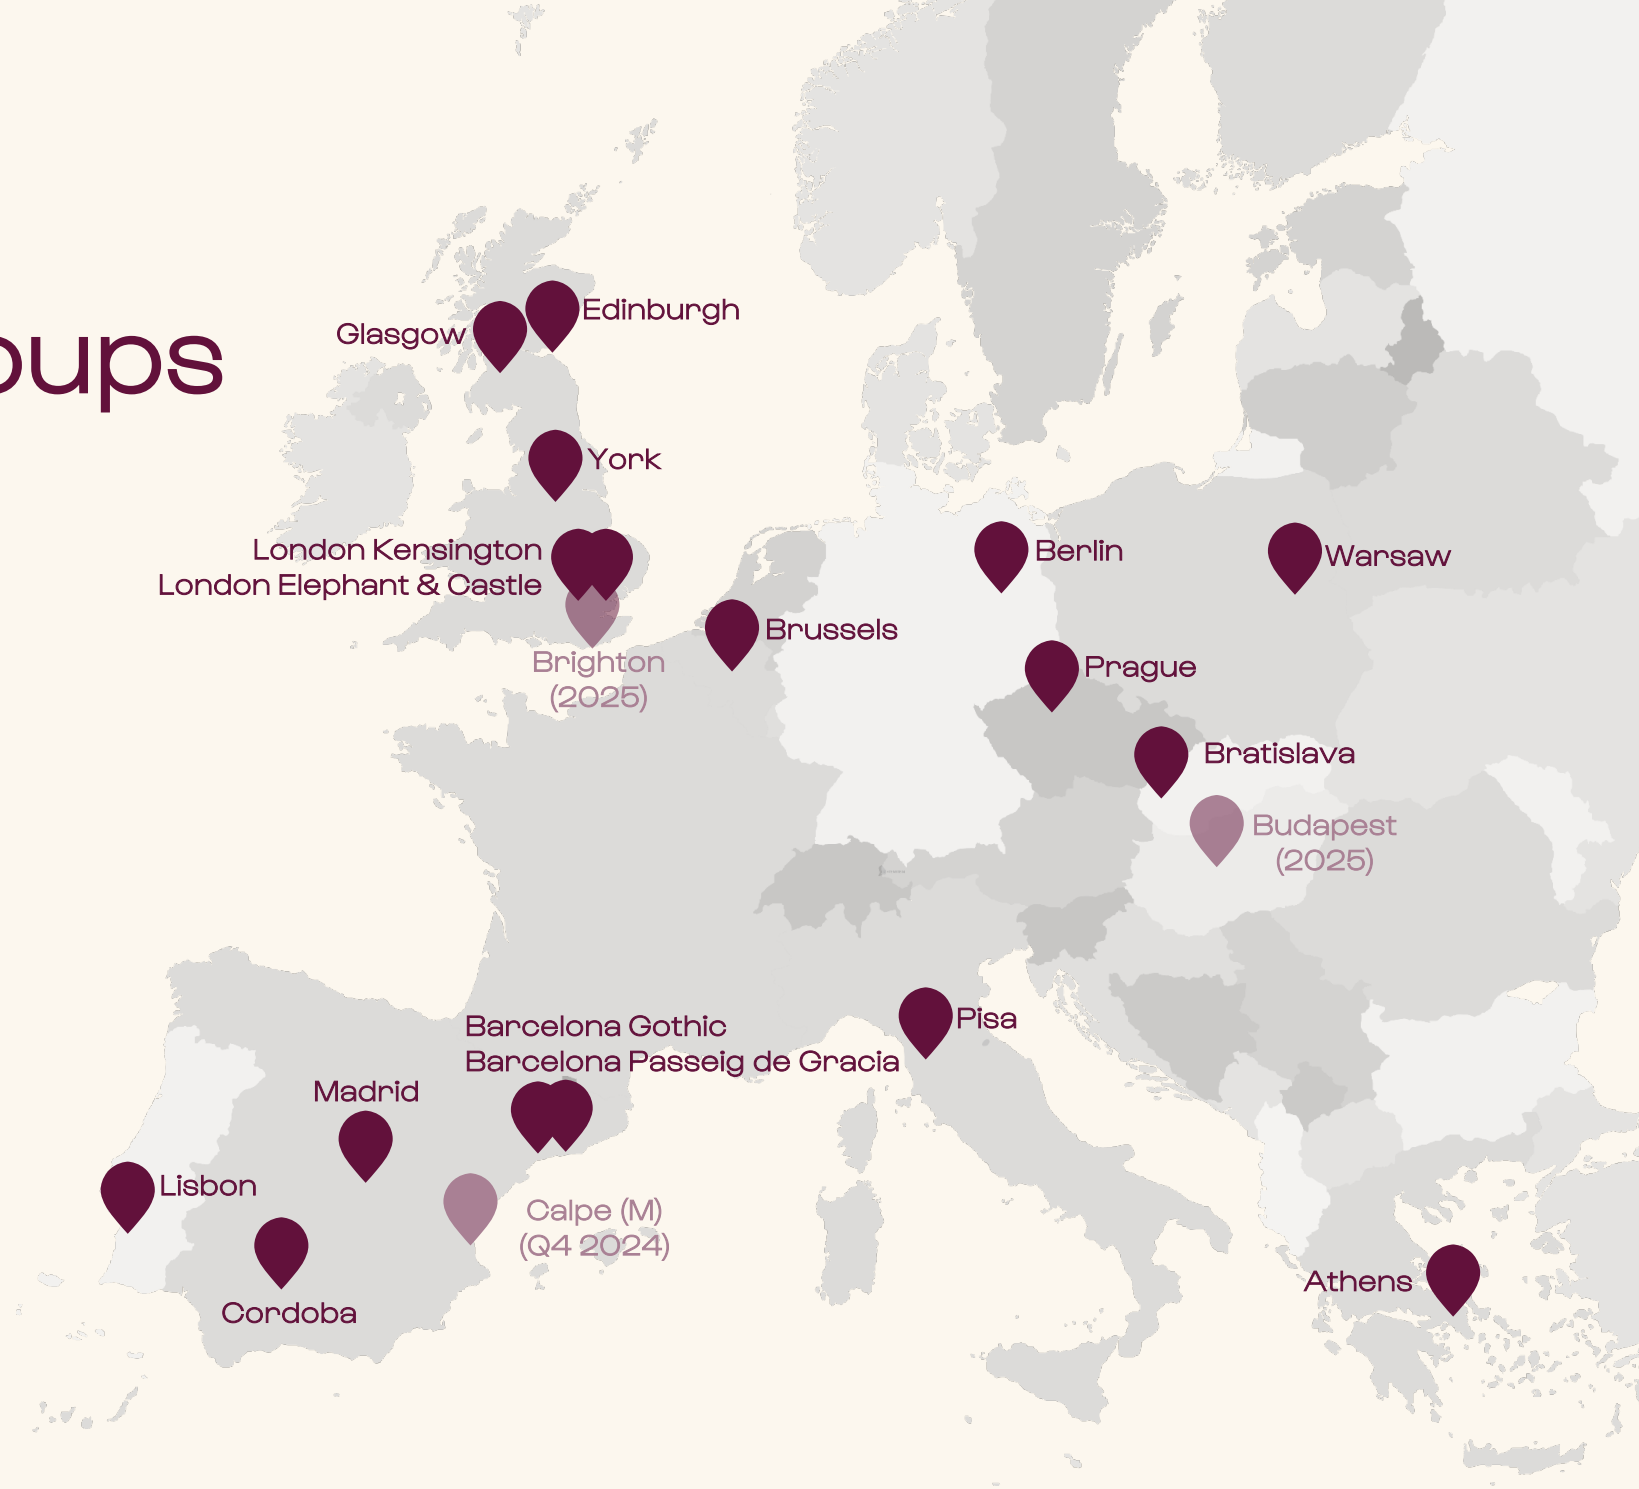 Edinburgh
Glasgow
oups
York
London Kensington
London Elephant & Castle
Berlin
Warsaw
Brussels
Brighton
(2025)
Prague
Bratislava
Budapest
(2025)
Pisa
Barcelona Gothic
Barcelona Passeig de Gracia
Madrid
Lisbon
Calpe (M)
(Q4 2024)
Cordoba
Athens